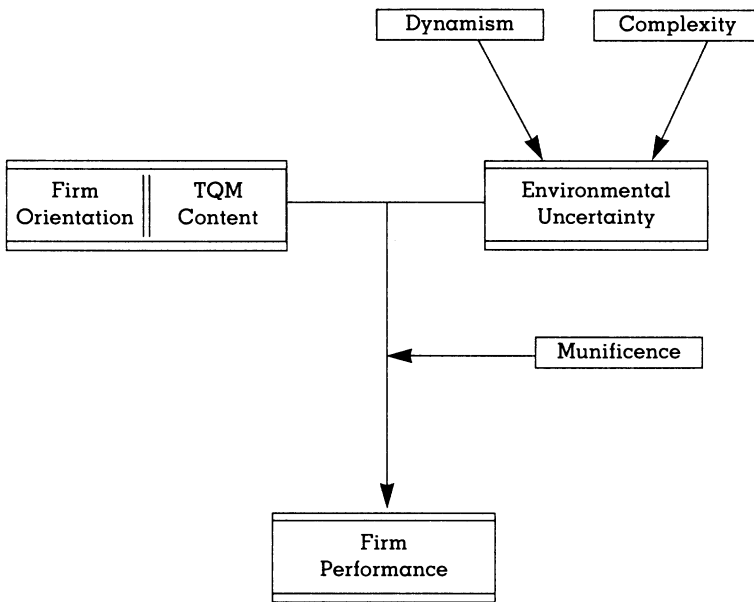 Dynamism
Complexity
Firm
Orientation
TQM
Content
Environmental
Uncertainty
Munificence
Firm
Performance